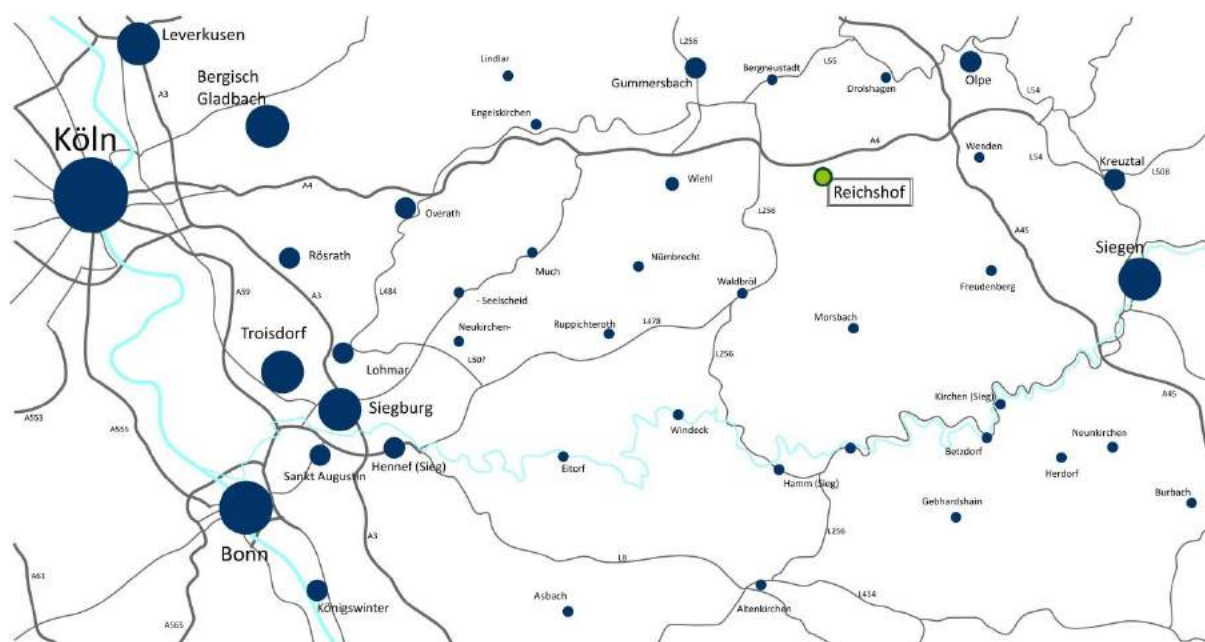 Leverkusen
L256
Lindlar
Gummersbach
Bergneustadt
L55
Drolshagen
Olpe
Bergisch
Gladbach
A3
L54
Engelskirchen
Köln
A4
Wenden
L54
Kreuztal
L508
A4
Wiehl
Reichshof
Overath
L256
A45
Siegen
Rösrath
Much
Nürnbrecht
Freudenberg
A59
A3
L484
- Seelscheid
Waldbröl
Troisdorf
Neukirchen-
Ruppichteroth
L478
Morsbach
Lohmar
L507
L256
A553
A555
Siegburg
Kirchen (Sieg)
A45
Windeck
Neunkirchen
Sankt Augustin
Hennef (Sieg)
Eitorf
Hamm (Sieg)
Betzdorf
Herdorf
Gebhardshain
Burbach
Bonn
A3
L8
L256
A61
Königswinter
Asbach
Altenkirchen
L414
A565